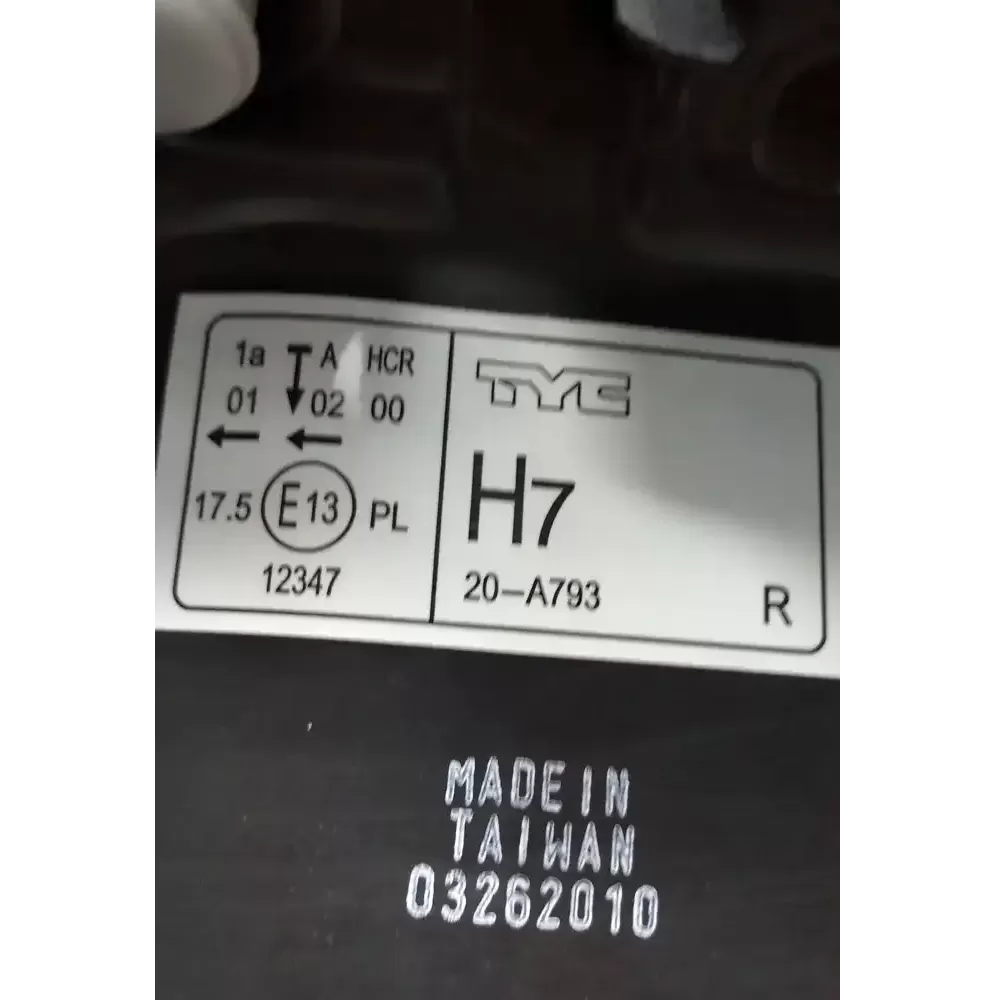 1a A HCR
01 02 00
17.5 E13 PL
12347
TYC
H7
20-A793
R
MADE IN
TAIWAN
03262010